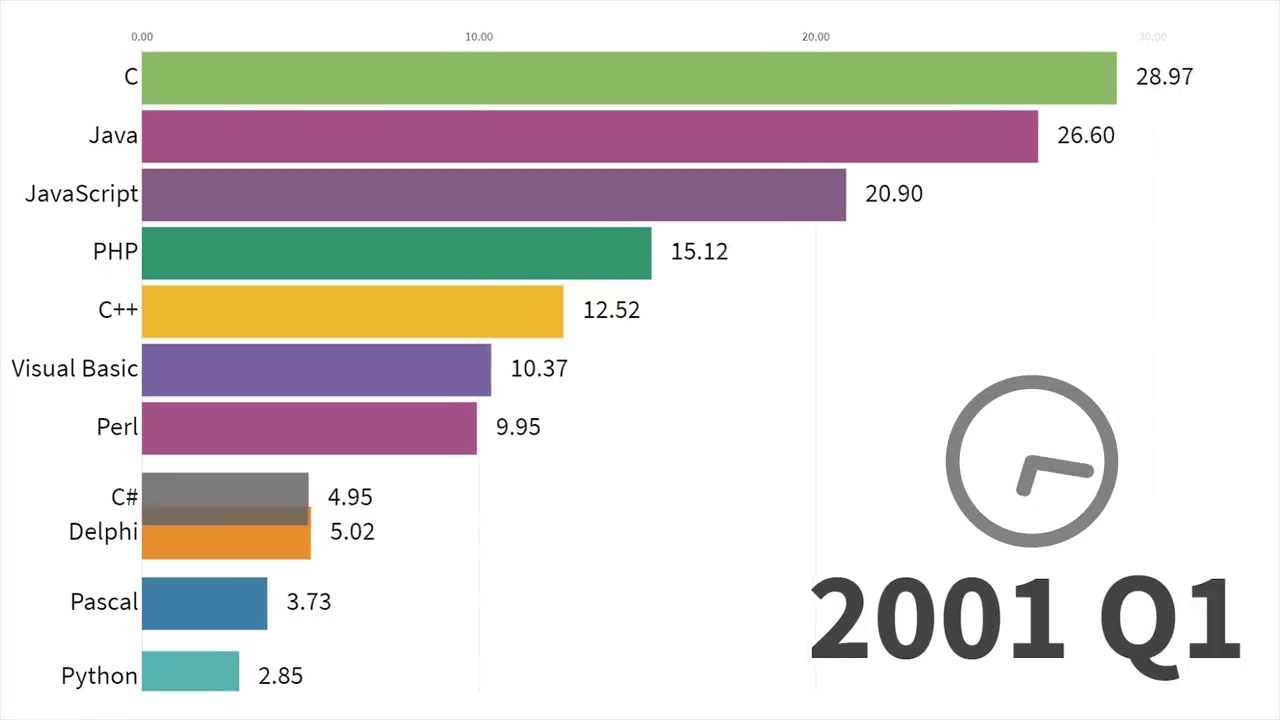 0.00 10.00 20.00 30.00
C 28.97
Java 26.60
JavaScript 20.90
PHP 15.12
C++ 12.52
Visual Basic 10.37
Perl 9.95
C# 4.95
Delphi 5.02
Pascal 3.73
Python 2.85
2001 Q1